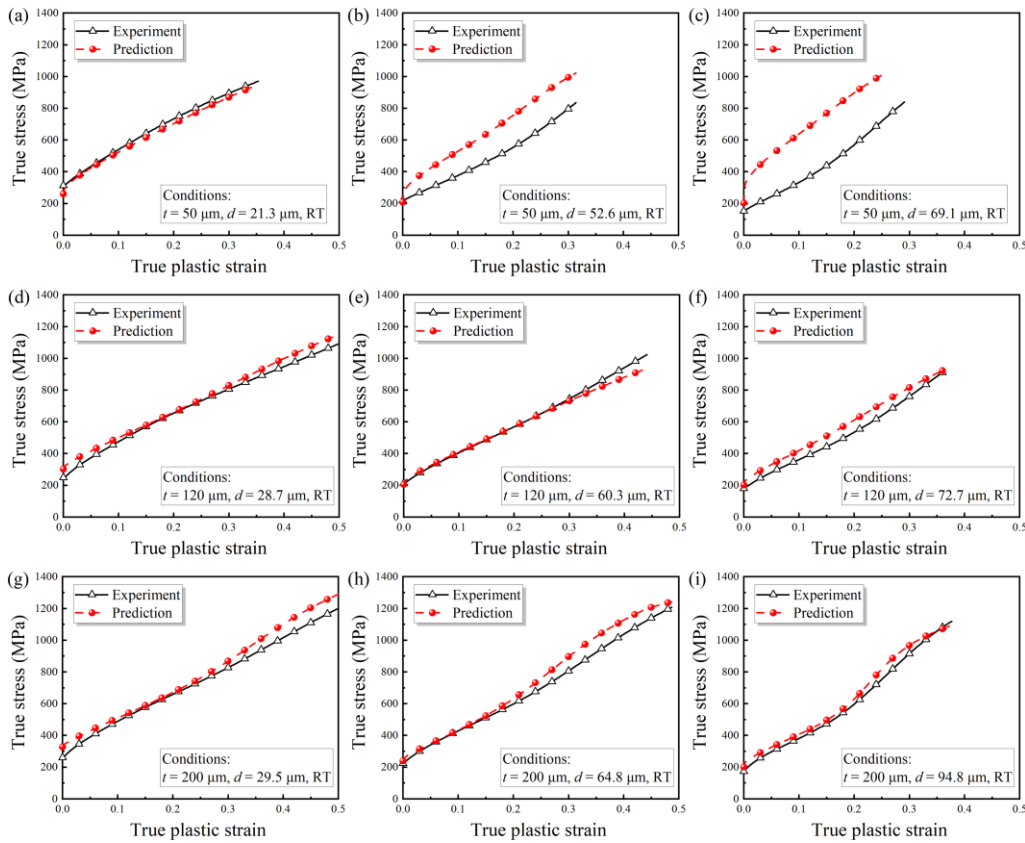 (a)
1400
1200
1000
800
600
400
200
0
True stress (MPa)
Experiment
Prediction
Conditions:
t = 50 μm, d = 21.3 μm, RT
0.0 0.1 0.2 0.3 0.4 0.5
True plastic strain
(b)
1400
1200
1000
800
600
400
200
0
True stress (MPa)
Experiment
Prediction
Conditions:
t = 50 μm, d = 52.6 μm, RT
0.0 0.1 0.2 0.3 0.4 0.5
True plastic strain
(c)
1400
1200
1000
800
600
400
200
0
True stress (MPa)
Experiment
Prediction
Conditions:
t = 50 μm, d = 69.1 μm, RT
0.0 0.1 0.2 0.3 0.4 0.5
True plastic strain
(d)
1400
1200
1000
800
600
400
200
0
True stress (MPa)
Experiment
Prediction
Conditions:
t = 120 μm, d = 28.7 μm, RT
0.0 0.1 0.2 0.3 0.4 0.5
True plastic strain
(e)
1400
1200
1000
800
600
400
200
0
True stress (MPa)
Experiment
Prediction
Conditions:
t = 120 μm, d = 60.3 μm, RT
0.0 0.1 0.2 0.3 0.4 0.5
True plastic strain
(f)
1400
1200
1000
800
600
400
200
0
True stress (MPa)
Experiment
Prediction
Conditions:
t = 120 μm, d = 72.7 μm, RT
0.0 0.1 0.2 0.3 0.4 0.5
True plastic strain
(g)
1400
1200
1000
800
600
400
200
0
True stress (MPa)
Experiment
Prediction
Conditions:
t = 200 μm, d = 29.5 μm, RT
0.0 0.1 0.2 0.3 0.4 0.5
True plastic strain
(h)
1400
1200
1000
800
600
400
200
0
True stress (MPa)
Experiment
Prediction
Conditions:
t = 200 μm, d = 64.8 μm, RT
0.0 0.1 0.2 0.3 0.4 0.5
True plastic strain
(i)
1400
1200
1000
800
600
400
200
0
True stress (MPa)
Experiment
Prediction
Conditions:
t = 200 μm, d = 94.8 μm, RT
0.0 0.1 0.2 0.3 0.4 0.5
True plastic strain